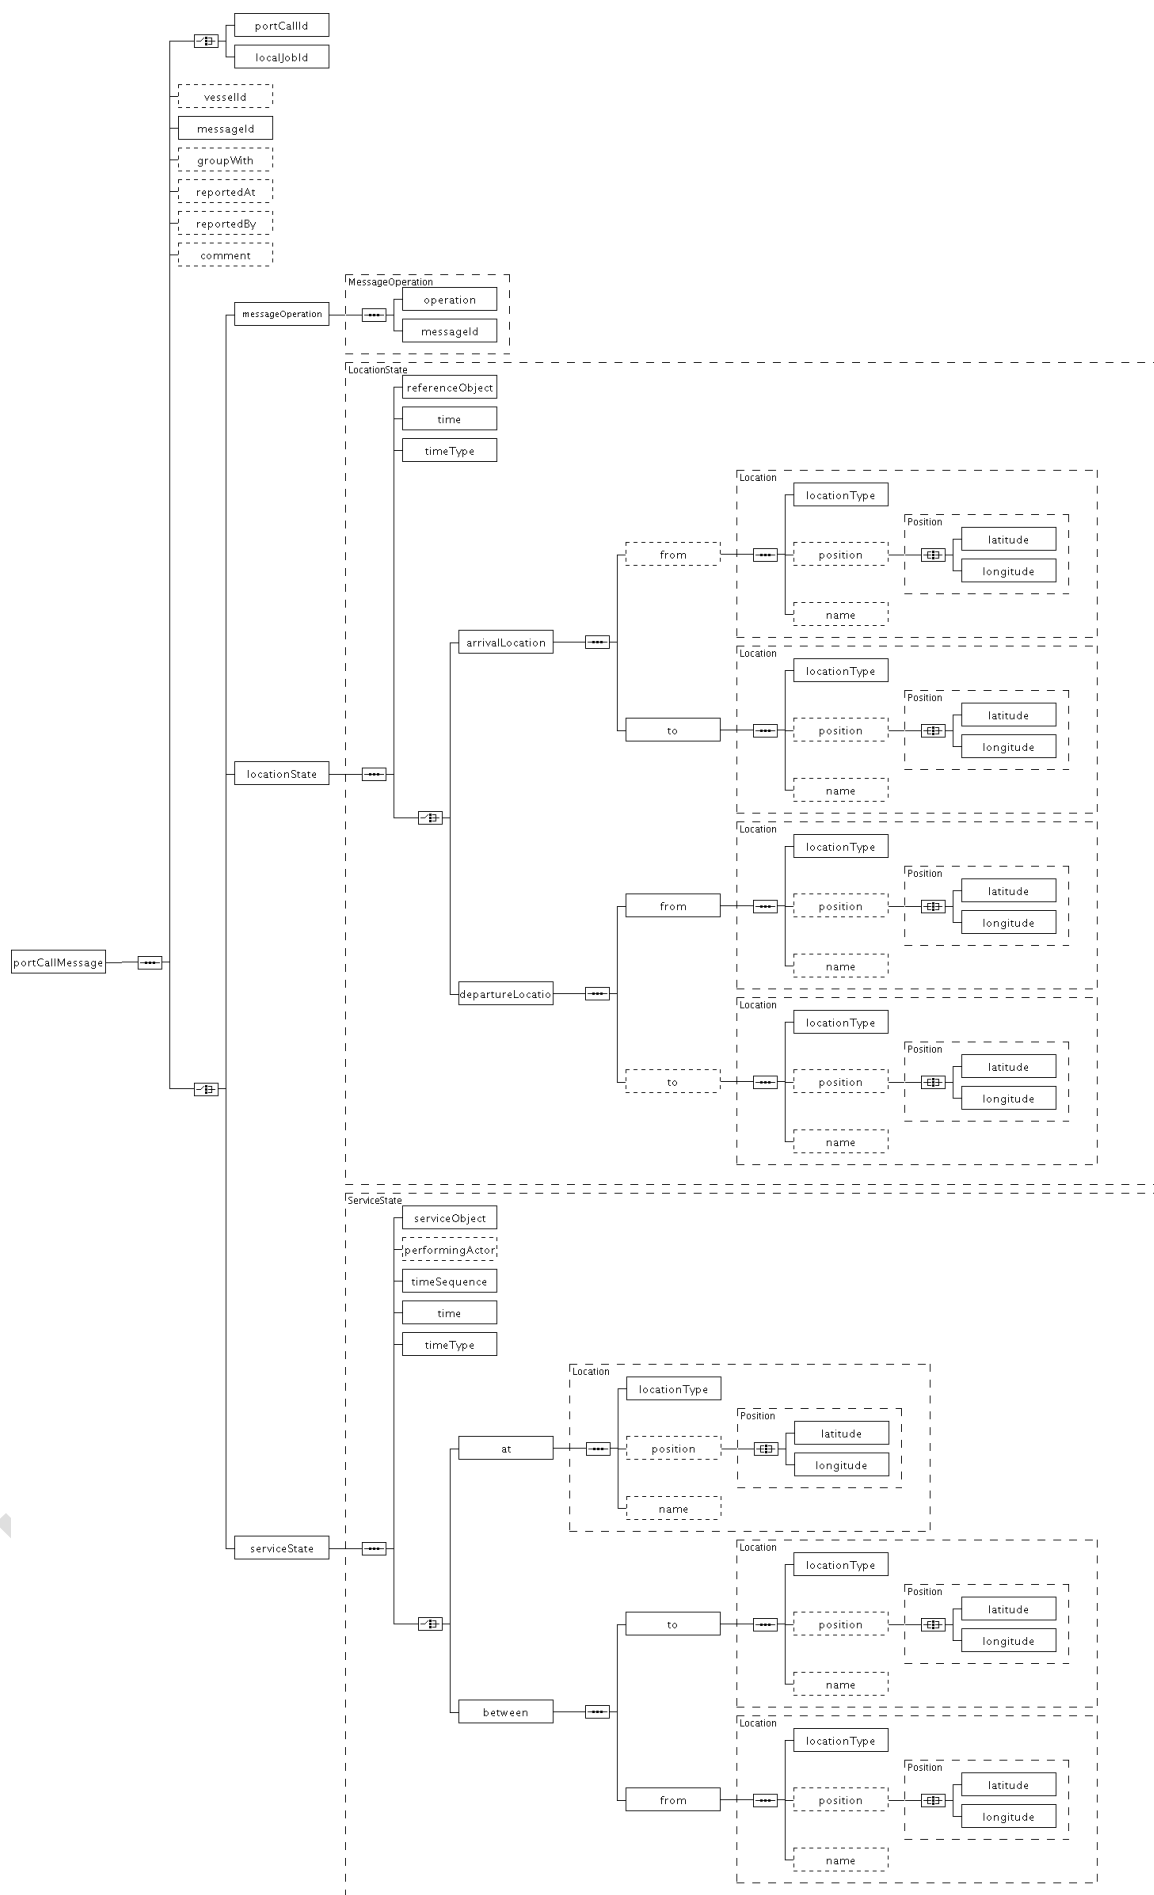 portCallId
localJobId
vesselId
messageId
groupWith
reportedAt
reportedBy
comment
MessageOperation
operation
messageOperation
messageId
LocationState
referenceObject
time
timeType
Location
locationType
Position
latitude
from
position
longitude
name
arrivalLocation
Location
locationType
Position
latitude
to
position
longitude
locationState
name
Location
locationType
Position
latitude
from
position
longitude
portCallMessage
name
departureLocatio
Location
locationType
Position
latitude
to
position
longitude
name
ServiceState
serviceObject
performingActor
timeSequence
time
timeType
Location
locationType
Position
latitude
at
position
longitude
name
serviceState
Location
locationType
Position
latitude
to
position
longitude
name
between
Location
locationType
Position
latitude
from
position
longitude
name